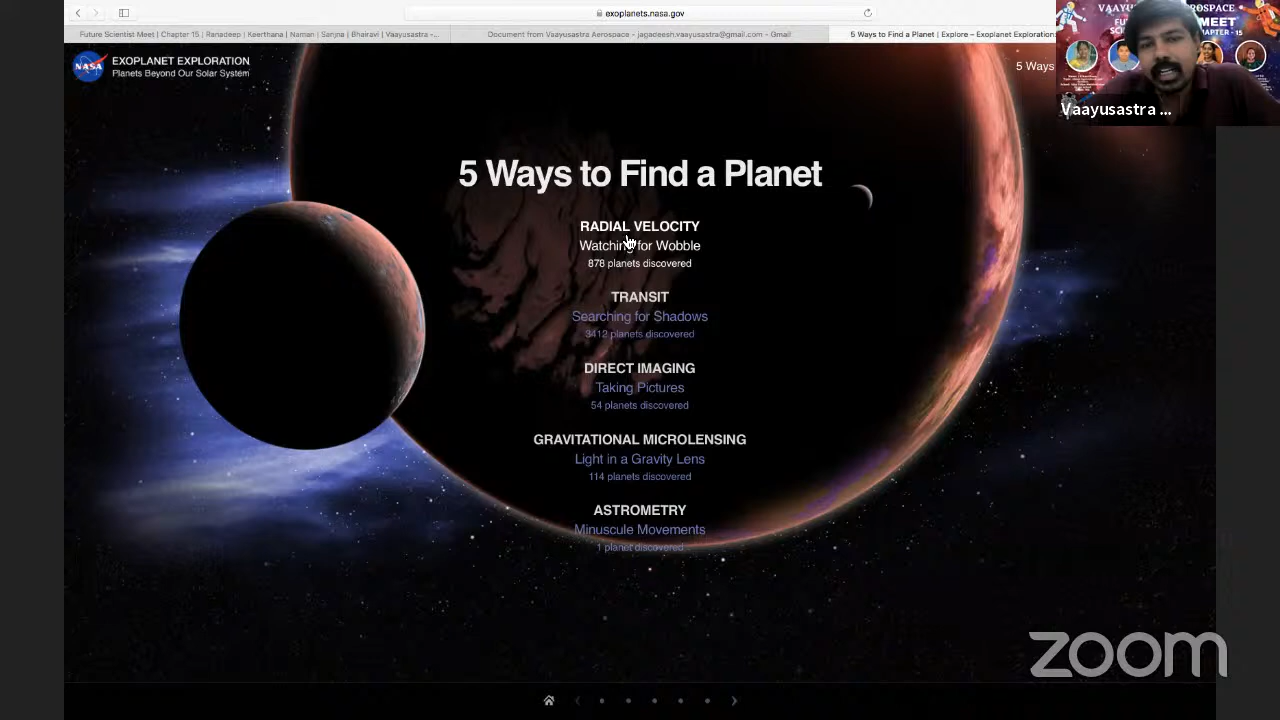 exoplanets.nasa.gov
Future Scientist Meet | Chapter 15 | Ranadeep | Keerthana | Naman | Sanjna | Bhairavi | Vaayusastra -...
Document from Vaayusastra Aerospace - jagadeesh.vaayusastra@gmail.com - Gmail
5 Ways to Find a Planet | Explore – Exoplanet Exploration:
NASA
EXOPLANET EXPLORATION
Planets Beyond Our Solar System
5 Ways
MEET
CHAPTER - 15
Vaayusastra ...
5 Ways to Find a Planet
RADIAL VELOCITY
Watching for Wobble
878 planets discovered
TRANSIT
Searching for Shadows
3412 planets discovered
DIRECT IMAGING
Taking Pictures
54 planets discovered
GRAVITATIONAL MICROLENSING
Light in a Gravity Lens
114 planets discovered
ASTROMETRY
Minuscule Movements
1 planet discovered
zoom